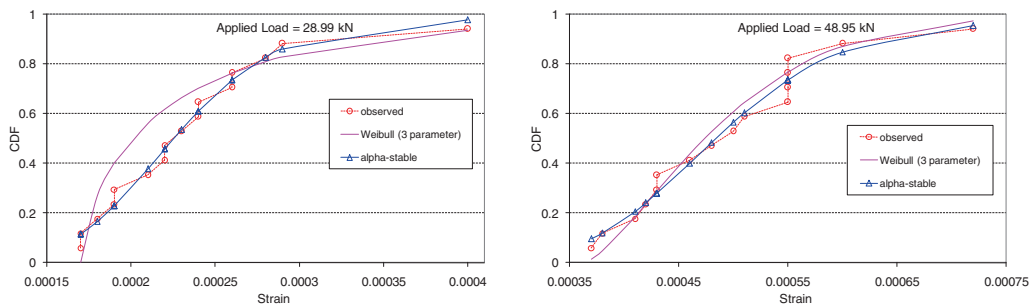 Applied Load = 28.99 kN
1
0.8
0.6
0.4
0.2
0
CDF
observed
Weibull (3 parameter)
alpha-stable
0.00015 0.0002 0.00025 0.0003 0.00035 0.0004
Strain
Applied Load = 48.95 kN
1
0.8
0.6
0.4
0.2
0
CDF
observed
Weibull (3 parameter)
alpha-stable
0.00035 0.00045 0.00055 0.00065 0.00075
Strain